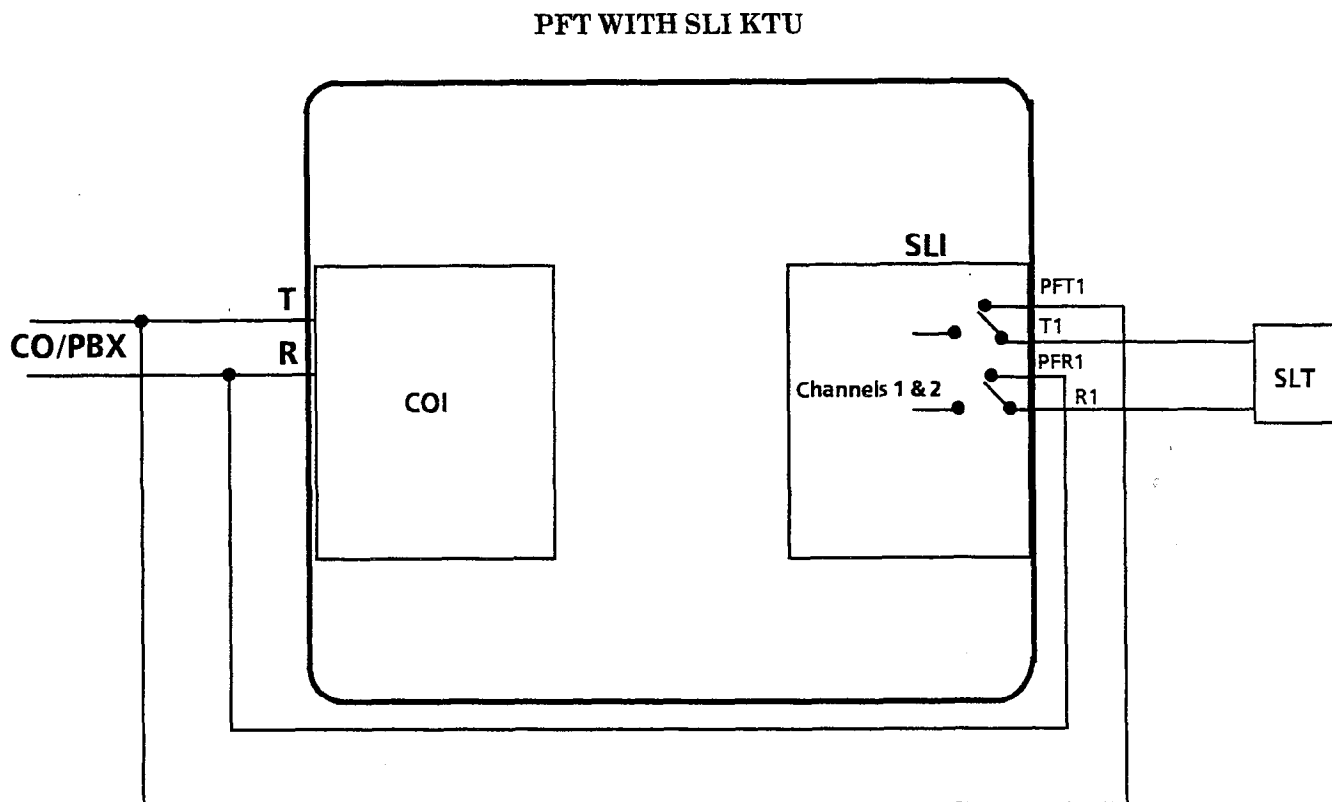 PFT WITH SLI KTU
SLI
PFT1
T
T1
CO/PBX
R
PFR1
COI
Channels 1 & 2
R1
SLT